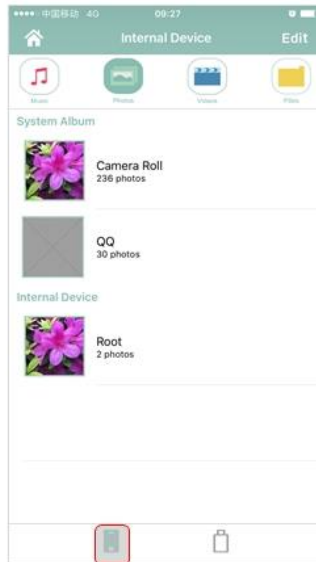 中国移动 4G 09:27
Internal Device Edit
Music Photos Videos Files
System Album
Camera Roll
236 photos
QQ
30 photos
Internal Device
Root
2 photos